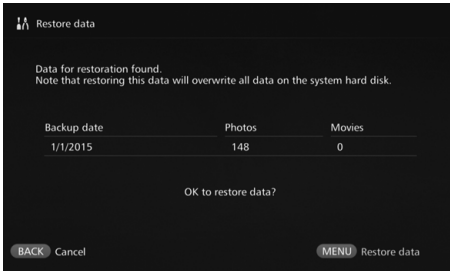 Restore data
Data for restoration found.
Note that restoring this data will overwrite all data on the system hard disk.
Backup date Photos Movies
1/1/2015 148 0
OK to restore data?
BACK Cancel MENU Restore data